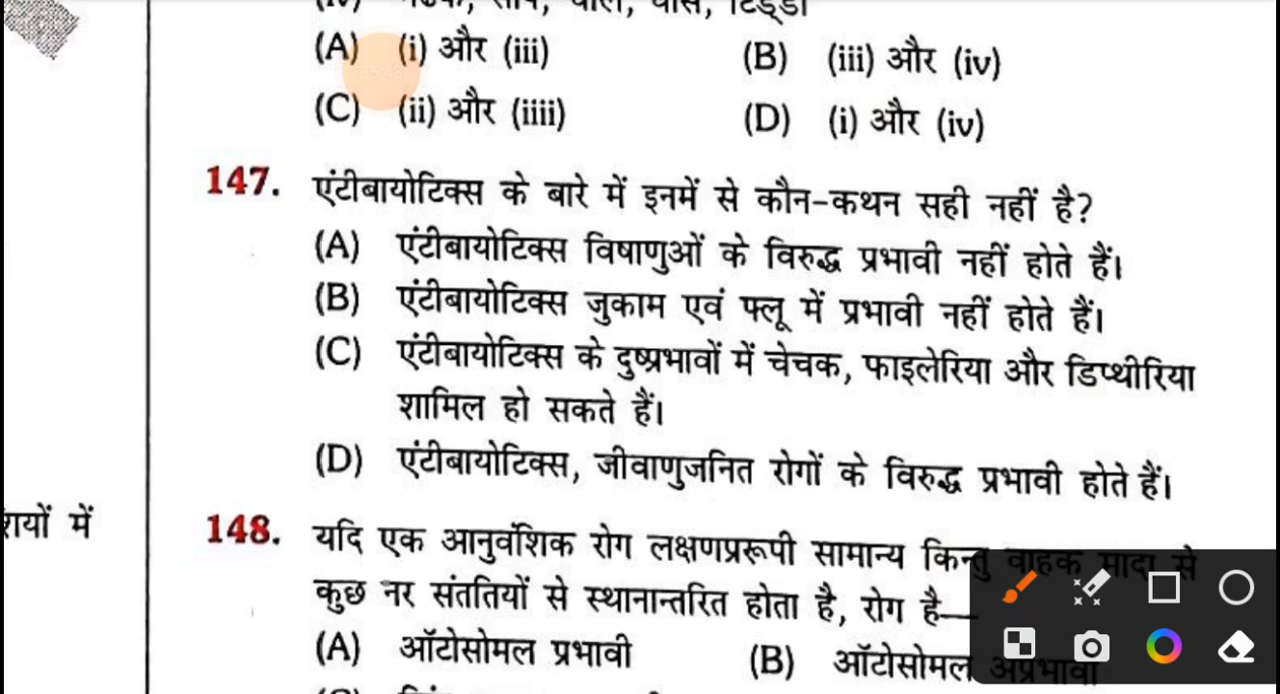 (A) (i) और (iii) (B) (iii) और (iv)
(C) (ii) और (iiii) (D) (i) और (iv)
147. एंटीबायोटिक्स के बारे में इनमें से कौन-कथन सही नहीं है?
(A) एंटीबायोटिक्स विषाणुओं के विरुद्ध प्रभावी नहीं होते हैं।
(B) एंटीबायोटिक्स जुकाम एवं फ्लू में प्रभावी नहीं होते हैं।
(C) एंटीबायोटिक्स के दुष्प्रभावों में चेचक, फाइलेरिया और डिप्थीरिया
शामिल हो सकते हैं।
(D) एंटीबायोटिक्स, जीवाणुजनित रोगों के विरुद्ध प्रभावी होते हैं।
में
148. यदि एक आनुवंशिक रोग लक्षणप्ररूपी सामान्य किन्तु वाहक मादा से
कुछ नर संततियों से स्थानान्तरित होता है, रोग है—
(A) ऑटोसोमल प्रभावी (B) ऑटोसोमल अप्रभावी